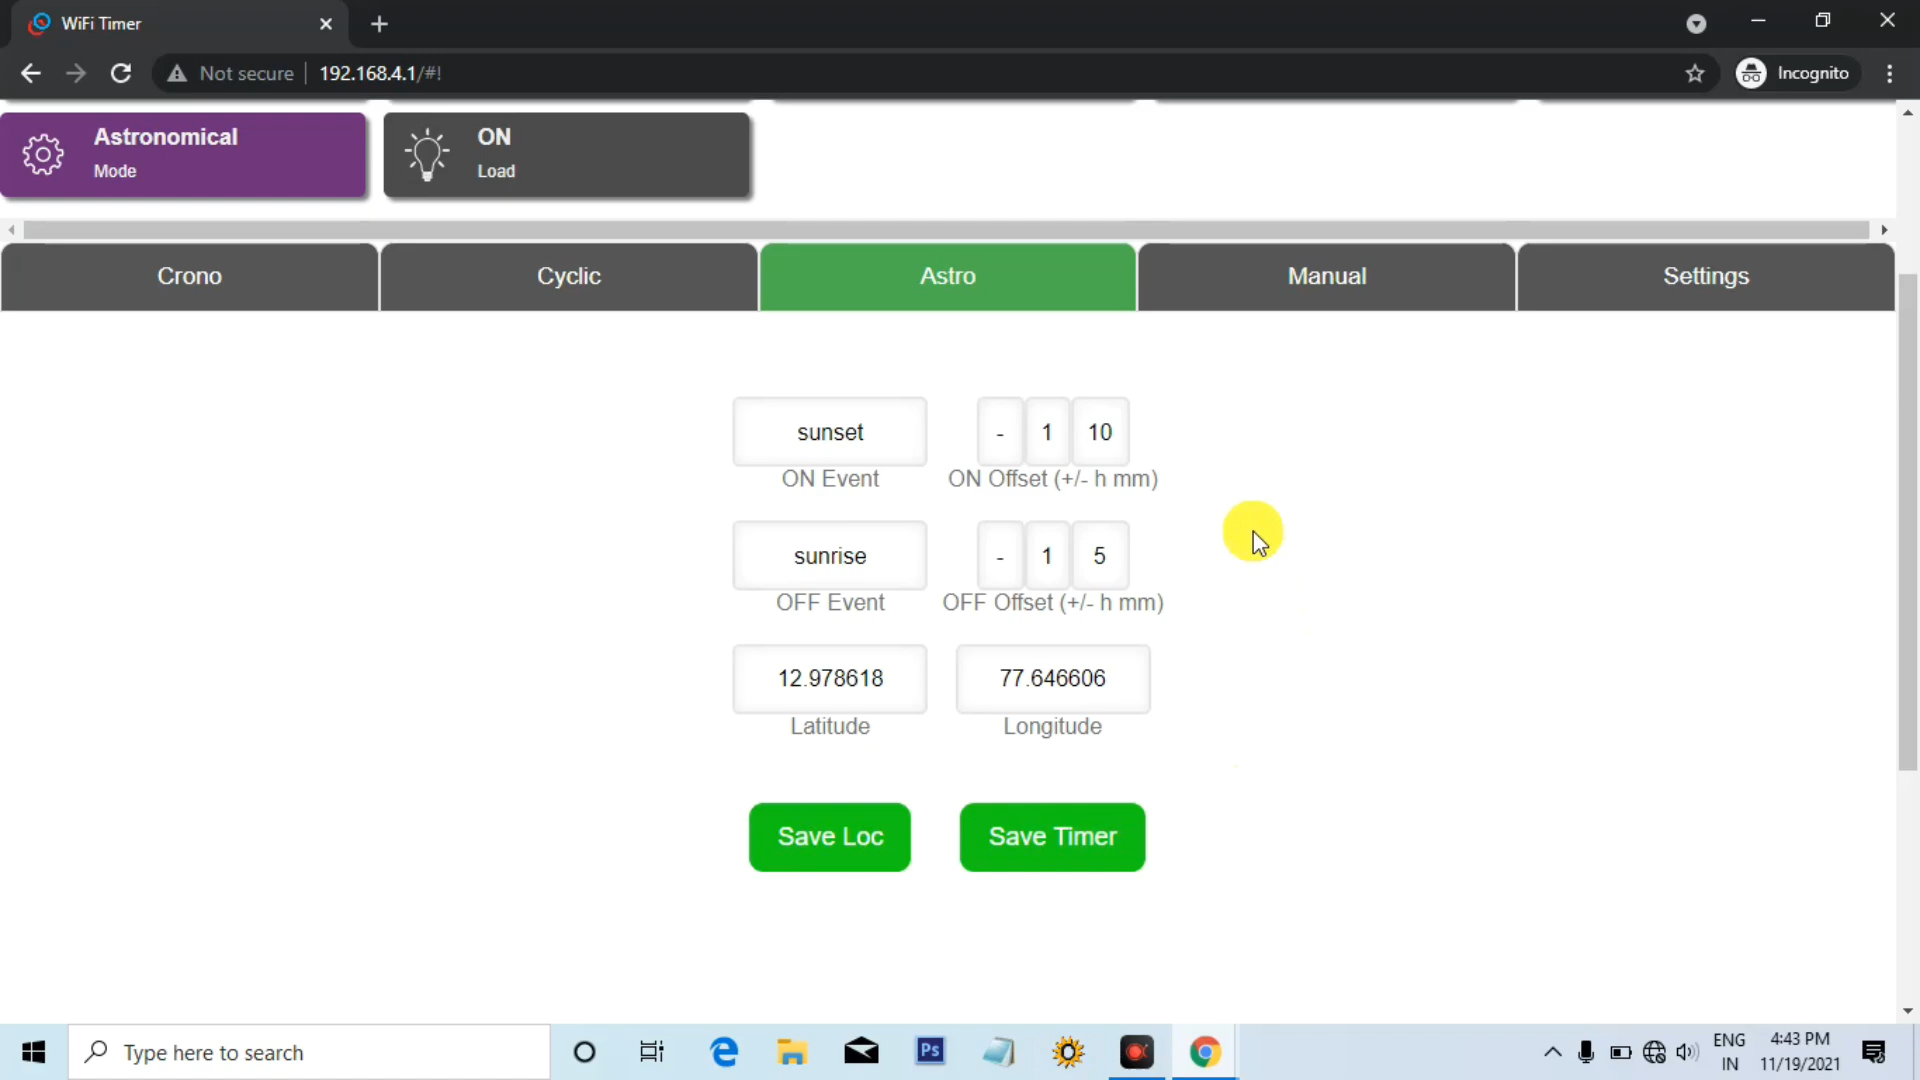 WiFi Timer
Not secure
192.168.4.1/#!
Incognito
Astronomical
Mode
ON
Load
Crono
Cyclic
Astro
Manual
Settings
sunset
- 1 10
ON Event
ON Offset (+/- h mm)
sunrise
- 1 5
OFF Event
OFF Offset (+/- h mm)
12.978618
77.646606
Latitude
Longitude
Save Loc
Save Timer
Type here to search
Ps
ENG
IN
4:43 PM
11/19/2021